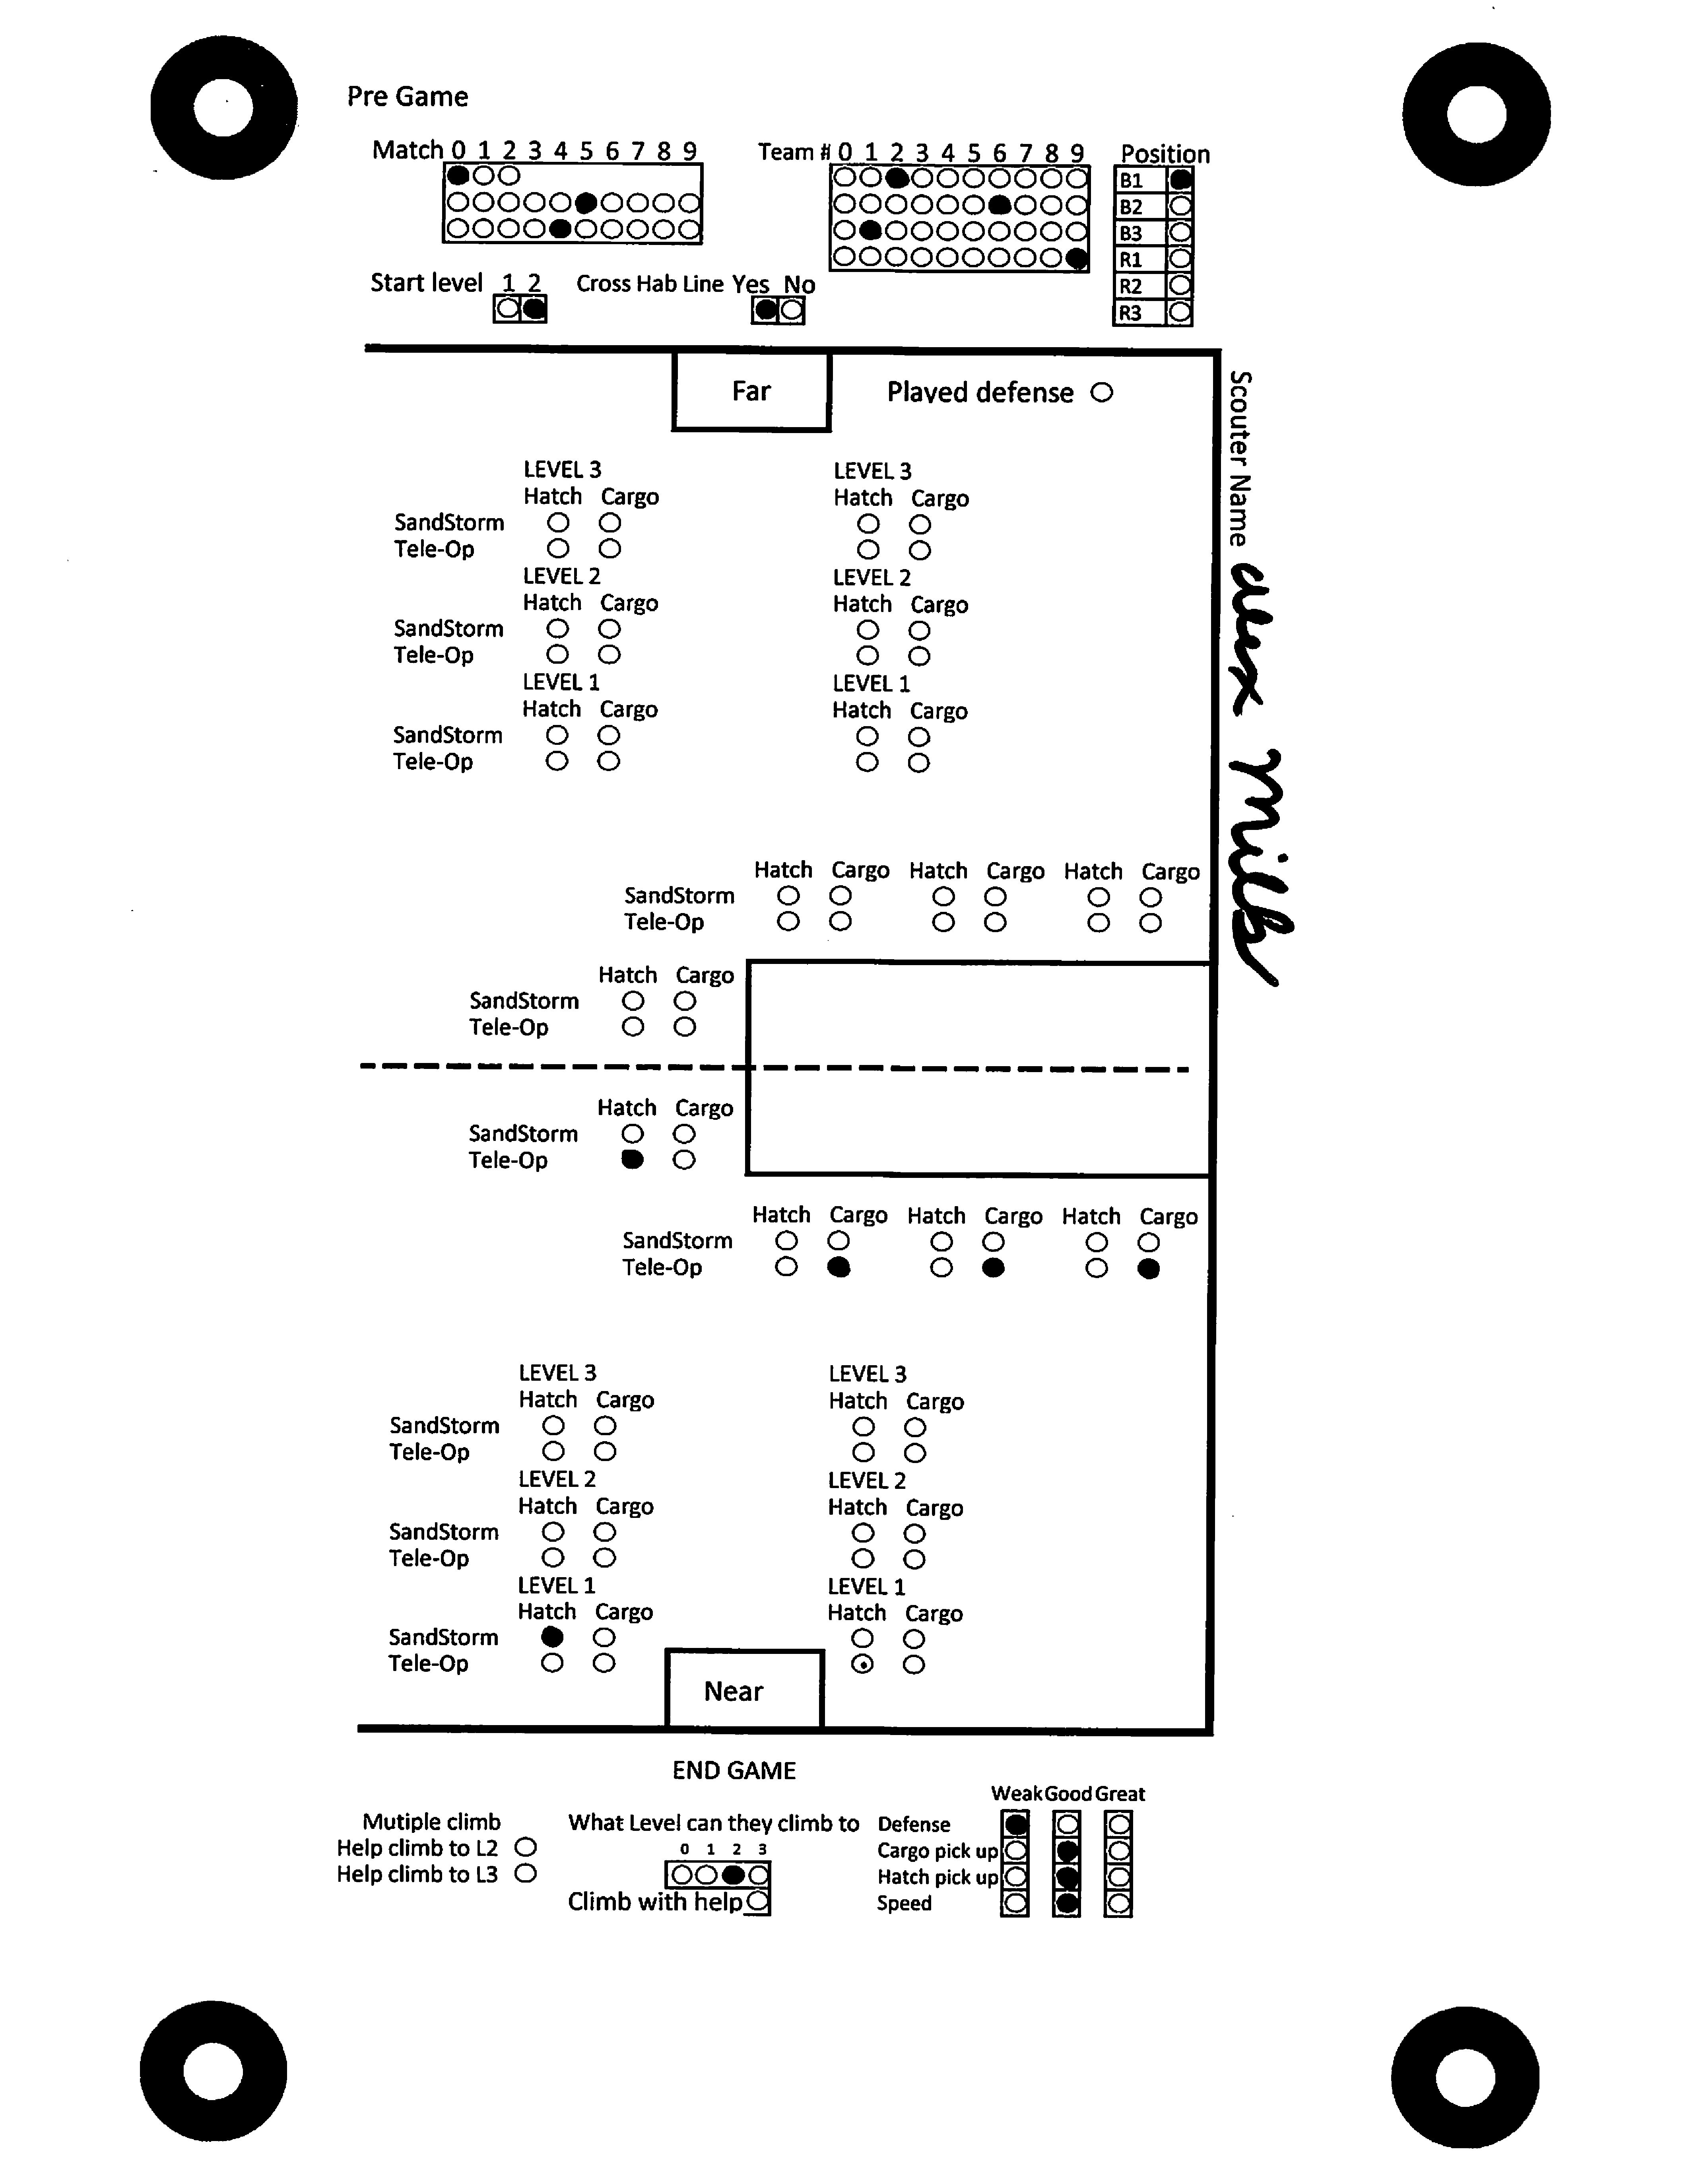 Pre Game
Match 0 1 2 3 4 5 6 7 8 9
Team # 0 1 2 3 4 5 6 7 8 9
Position
B1
B2
B3
R1
R2
R3
Start level 1 2
Cross Hab Line Yes No
Far
Played defense
Scouter Name alex Mills
LEVEL 3 LEVEL 3
Hatch Cargo Hatch Cargo
SandStorm
Tele-Op
LEVEL 2 LEVEL 2
Hatch Cargo Hatch Cargo
SandStorm
Tele-Op
LEVEL 1 LEVEL 1
Hatch Cargo Hatch Cargo
SandStorm
Tele-Op
Hatch Cargo Hatch Cargo Hatch Cargo
SandStorm
Tele-Op
Hatch Cargo
SandStorm
Tele-Op
Hatch Cargo
SandStorm
Tele-Op
Hatch Cargo Hatch Cargo Hatch Cargo
SandStorm
Tele-Op
LEVEL 3 LEVEL 3
Hatch Cargo Hatch Cargo
SandStorm
Tele-Op
LEVEL 2 LEVEL 2
Hatch Cargo Hatch Cargo
SandStorm
Tele-Op
LEVEL 1 LEVEL 1
Hatch Cargo Hatch Cargo
SandStorm
Tele-Op
Near
END GAME
Mutiple climb
Help climb to L2
Help climb to L3
What Level can they climb to
0 1 2 3
Climb with help
Weak Good Great
Defense
Cargo pick up
Hatch pick up
Speed